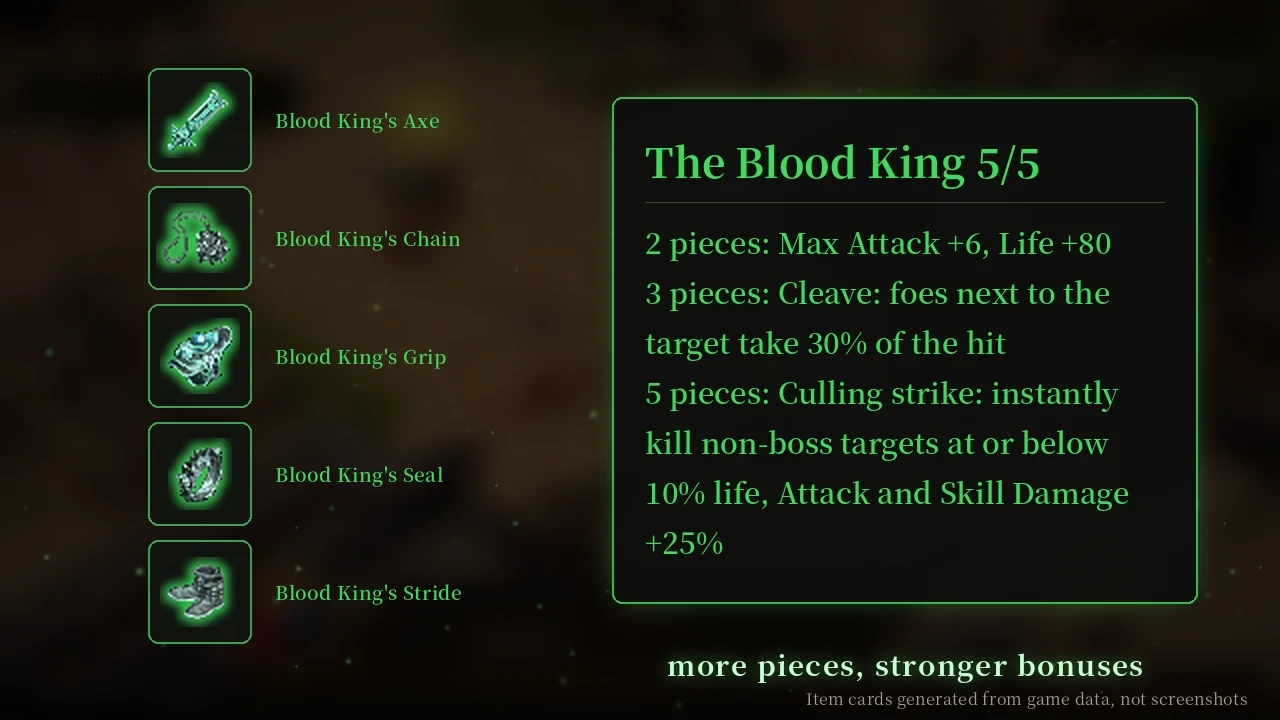 Blood King's Axe
Blood King's Chain
Blood King's Grip
Blood King's Seal
Blood King's Stride
The Blood King 5/5
2 pieces: Max Attack +6, Life +80
3 pieces: Cleave: foes next to the
target take 30% of the hit
5 pieces: Culling strike: instantly
kill non-boss targets at or below
10% life, Attack and Skill Damage
+25%
more pieces, stronger bonuses
Item cards generated from game data, not screenshots